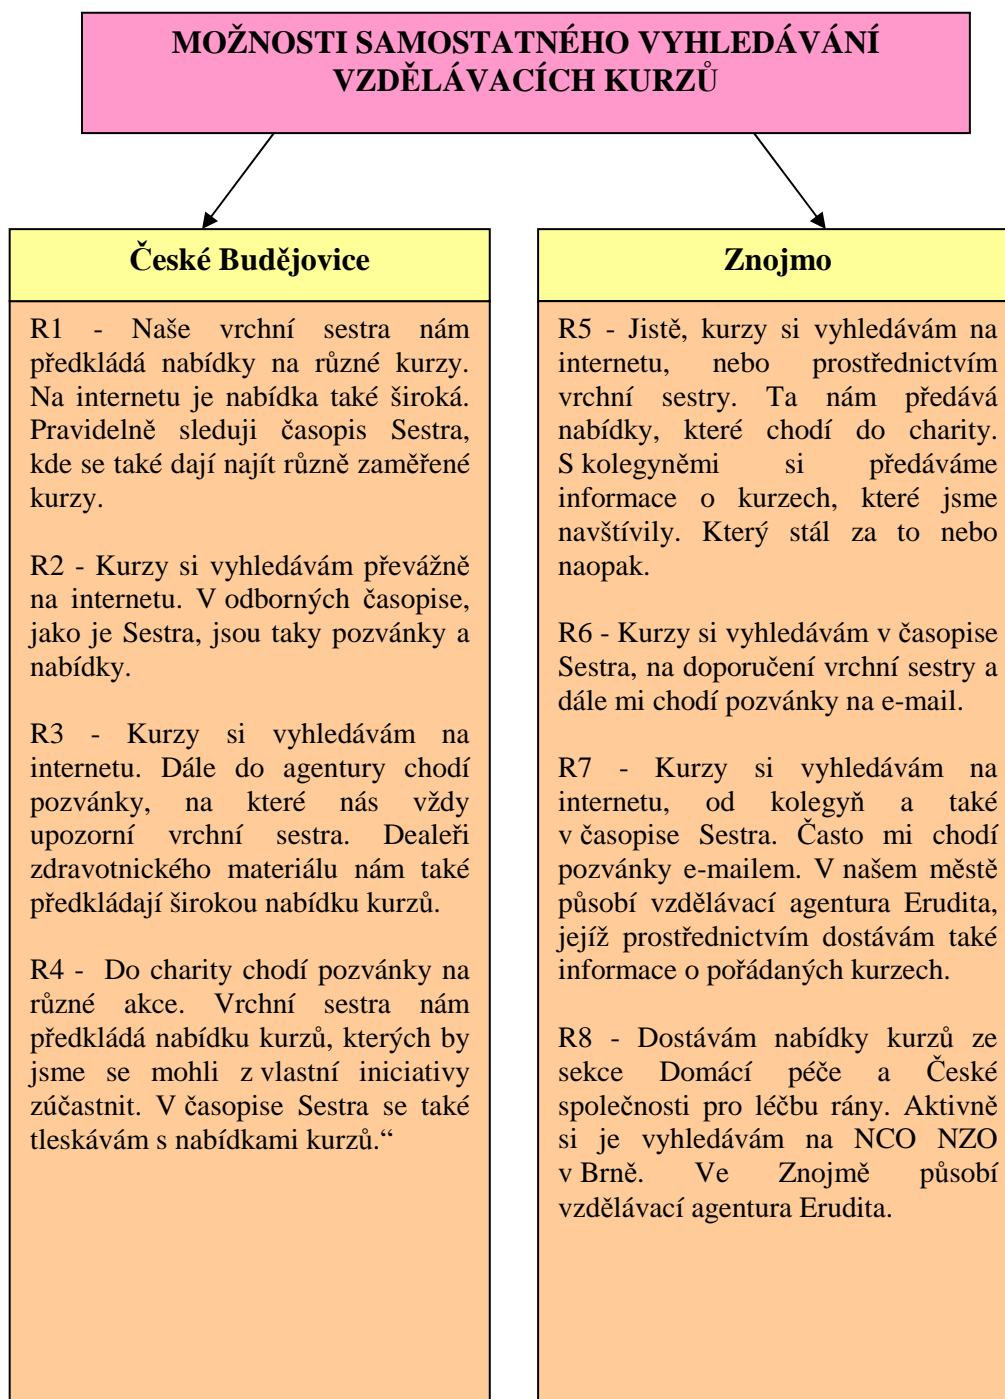 MOŽNOSTI SAMOSTATNÉHO VYHLEDÁVÁNÍ
VZDĚLÁVACÍCH KURZŮ
České Budějovice
R1 - Naše vrchní sestra nám
předkládá nabídky na různé kurzy.
Na internetu je nabídka také široká.
Pravidelně sleduji časopis Sestra,
kde se také dají najít různě zaměřené
kurzy.
R2 - Kurzy si vyhledávám převážně
na internetu. V odborných časopise,
jako je Sestra, jsou taky pozvánky a
nabídky.
R3 - Kurzy si vyhledávám na
internetu. Dále do agentury chodí
pozvánky, na které nás vždy
upozorní vrchní sestra. Dealeři
zdravotnického materiálu nám také
předkládají širokou nabídku kurzů.
R4 - Do charity chodí pozvánky na
různé akce. Vrchní sestra nám
předkládá nabídku kurzů, kterých by
jsme se mohli z vlastní iniciativy
zúčastnit. V časopise Sestra se také
tleskávám s nabídkami kurzů.“
Znojmo
R5 - Jistě, kurzy si vyhledávám na
internetu, nebo prostřednictvím
vrchní sestry. Ta nám předává
nabídky, které chodí do charity.
S kolegyněmi si předáváme
informace o kurzech, které jsme
navštívily. Který stál za to nebo
naopak.
R6 - Kurzy si vyhledávám v časopise
Sestra, na doporučení vrchní sestry a
dále mi chodí pozvánky na e-mail.
R7 - Kurzy si vyhledávám na
internetu, od kolegyň a také
v časopise Sestra. Často mi chodí
pozvánky e-mailem. V našem městě
působí vzdělávací agentura Erudita,
jejíž prostřednictvím dostávám také
informace o pořádaných kurzech.
R8 - Dostávám nabídky kurzů ze
sekce Domácí péče a České
společnosti pro léčbu rány. Aktivně
si je vyhledávám na NCO NZO
v Brně. Ve Znojmě působí
vzdělávací agentura Erudita.